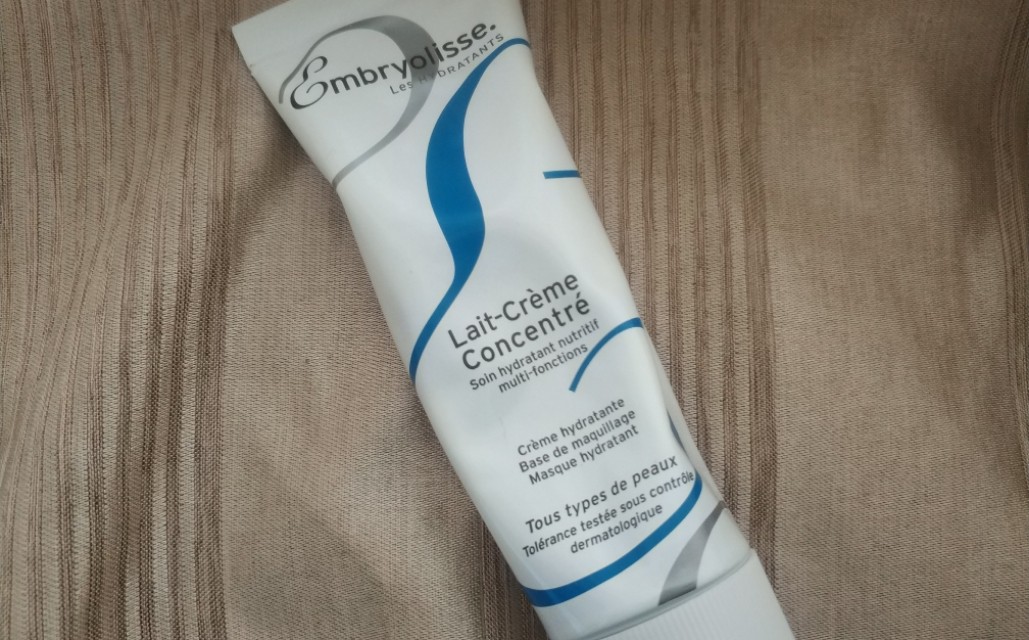 Embryolisse.
Les HYDRATANTS
Lait-Crème
Concentré
Soin hydratant nutritif
multi-fonctions
Crème hydratante
Base de maquillage
Masque hydratant
Tous types de peaux
Tolérance testée sous contrôle
dermatologique